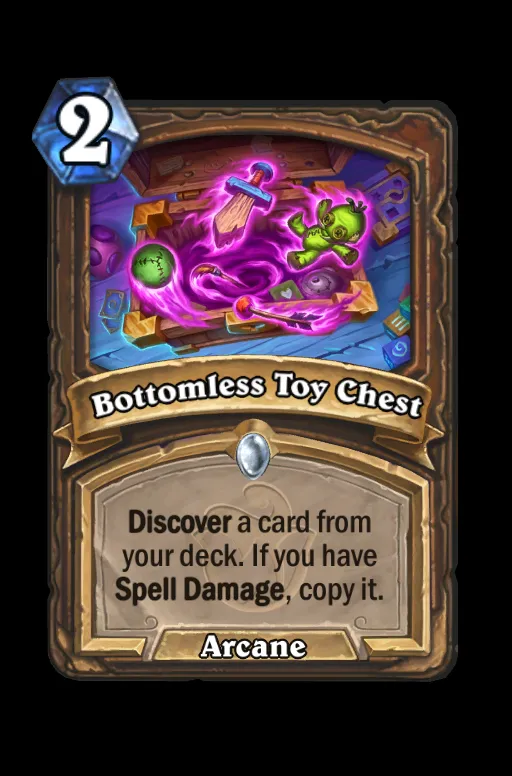 2
Bottomless Toy Chest
Discover a card from
your deck. If you have
Spell Damage, copy it.
Arcane